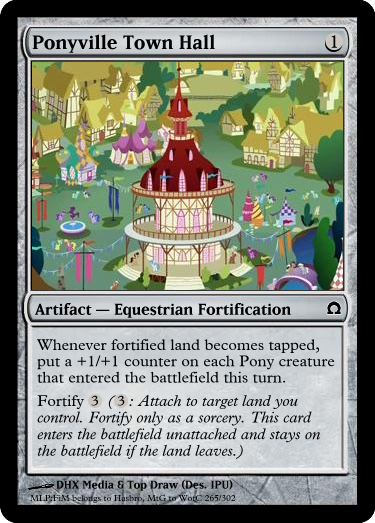 Ponyville Town Hall 1
Artifact — Equestrian Fortification Ω
Whenever fortified land becomes tapped,
put a +1/+1 counter on each Pony creature
that entered the battlefield this turn.
Fortify 3 (3: Attach to target land you
control. Fortify only as a sorcery. This card
enters the battlefield unattached and stays on
the battlefield if the land leaves.)
DHX Media & Top Draw (Des. IPU)
MLP:FiM belongs to Hasbro, MtG to WotC 265/302